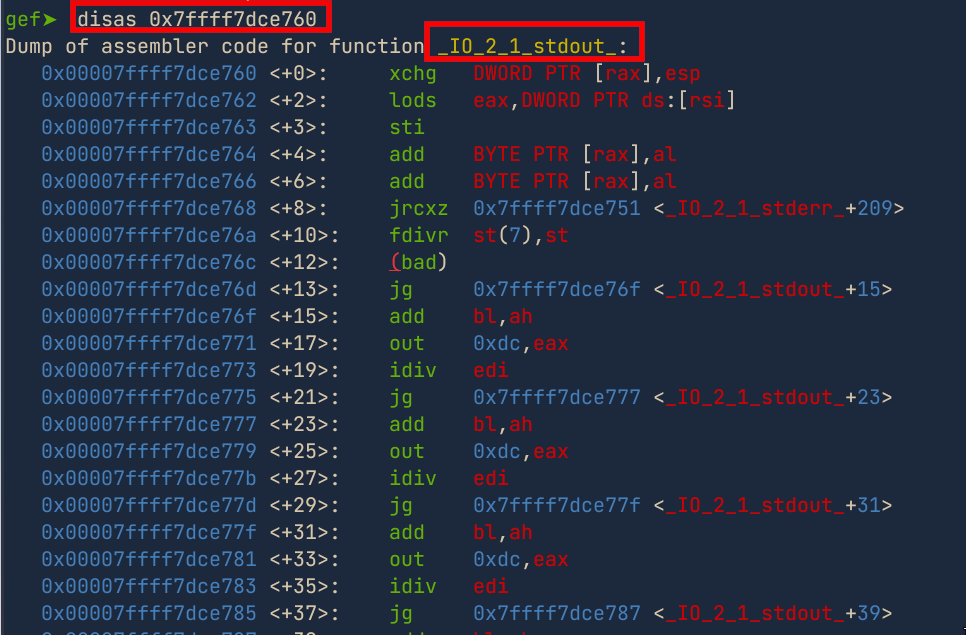 gef➤ disas 0x7ffff7dce760
Dump of assembler code for function _IO_2_1_stdout_:
0x00007ffff7dce760 <+0>: xchg DWORD PTR [rax],esp
0x00007ffff7dce762 <+2>: lods eax,DWORD PTR ds:[rsi]
0x00007ffff7dce763 <+3>: sti
0x00007ffff7dce764 <+4>: add BYTE PTR [rax],al
0x00007ffff7dce766 <+6>: add BYTE PTR [rax],al
0x00007ffff7dce768 <+8>: jrcxz 0x7ffff7dce751 <_IO_2_1_stderr_+209>
0x00007ffff7dce76a <+10>: fdivr st(7),st
0x00007ffff7dce76c <+12>: (bad)
0x00007ffff7dce76d <+13>: jg 0x7ffff7dce76f <_IO_2_1_stdout_+15>
0x00007ffff7dce76f <+15>: add bl,ah
0x00007ffff7dce771 <+17>: out 0xdc,eax
0x00007ffff7dce773 <+19>: idiv edi
0x00007ffff7dce775 <+21>: jg 0x7ffff7dce777 <_IO_2_1_stdout_+23>
0x00007ffff7dce777 <+23>: add bl,ah
0x00007ffff7dce779 <+25>: out 0xdc,eax
0x00007ffff7dce77b <+27>: idiv edi
0x00007ffff7dce77d <+29>: jg 0x7ffff7dce77f <_IO_2_1_stdout_+31>
0x00007ffff7dce77f <+31>: add bl,ah
0x00007ffff7dce781 <+33>: out 0xdc,eax
0x00007ffff7dce783 <+35>: idiv edi
0x00007ffff7dce785 <+37>: jg 0x7ffff7dce787 <_IO_2_1_stdout_+39>